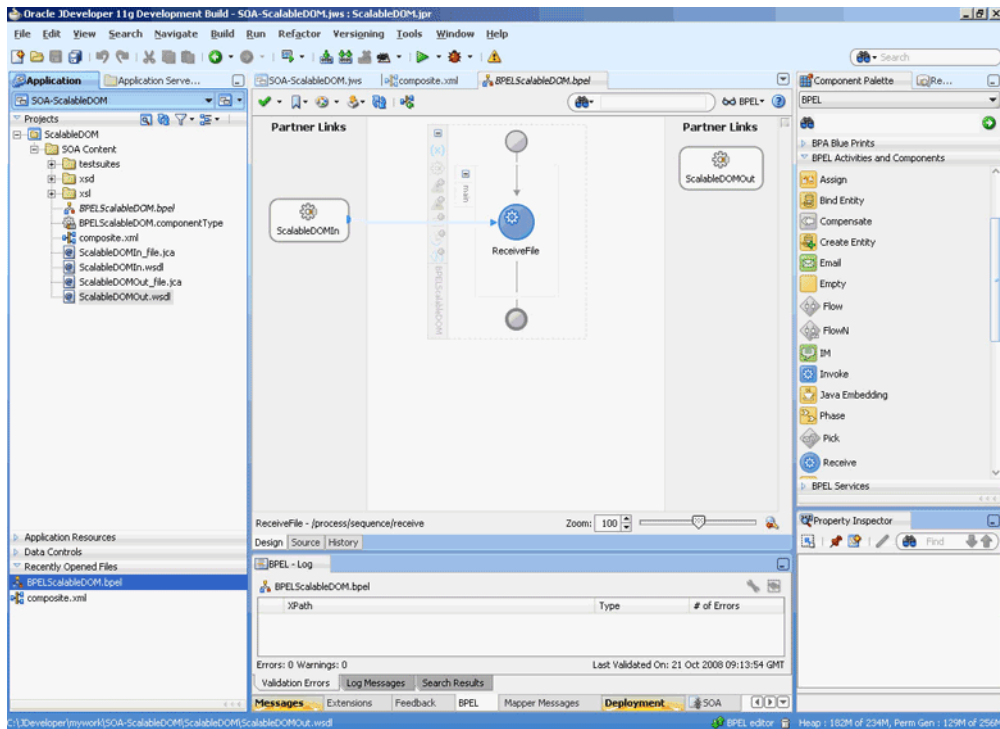 Oracle JDeveloper 11g Development Build - SOA-ScalableDOM.jws : ScalableDOM.jpr
File Edit View Search Navigate Build Run Refactor Versioning Tools Window Help
Search
Application
Application Serve...
SOA-ScalableDOM
Projects
ScalableDOM
SOA Content
testsuites
xsd
xsl
BPELScalableDOM.bpel
BPELScalableDOM.componentType
composite.xml
ScalableDOMIn_file.jca
ScalableDOMIn.wsdl
ScalableDOMOut_file.jca
ScalableDOMOut.wsdl
Application Resources
Data Controls
Recently Opened Files
BPELScalableDOM.bpel
composite.xml
SOA-ScalableDOM.jws
composite.xml
BPELScalableDOM.bpel
BPEL
Partner Links
Partner Links
ScalableDOMIn
(x)
main
BPELScalableDOM
ReceiveFile
ScalableDOMOut
ReceiveFile - /process/sequence/receive
Zoom: 100
Design Source History
BPEL - Log
BPELScalableDOM.bpel
XPath Type # of Errors
Errors: 0 Warnings: 0
Last Validated On: 21 Oct 2008 09:13:54 GMT
Validation Errors Log Messages Search Results
Messages Extensions Feedback BPEL Mapper Messages Deployment SOA
Component Palette
Re...
BPEL
BPA Blue Prints
BPEL Activities and Components
Assign
Bind Entity
Compensate
Create Entity
Email
Empty
Flow
FlowN
IM
Invoke
Java Embedding
Phase
Pick
Receive
BPEL Services
Property Inspector
Find
C:\JDeveloper\mywork\SOA-ScalableDOM\ScalableDOM\ScalableDOMOut.wsdl
BPEL editor
Heap : 182M of 234M, Perm Gen : 129M of 256M